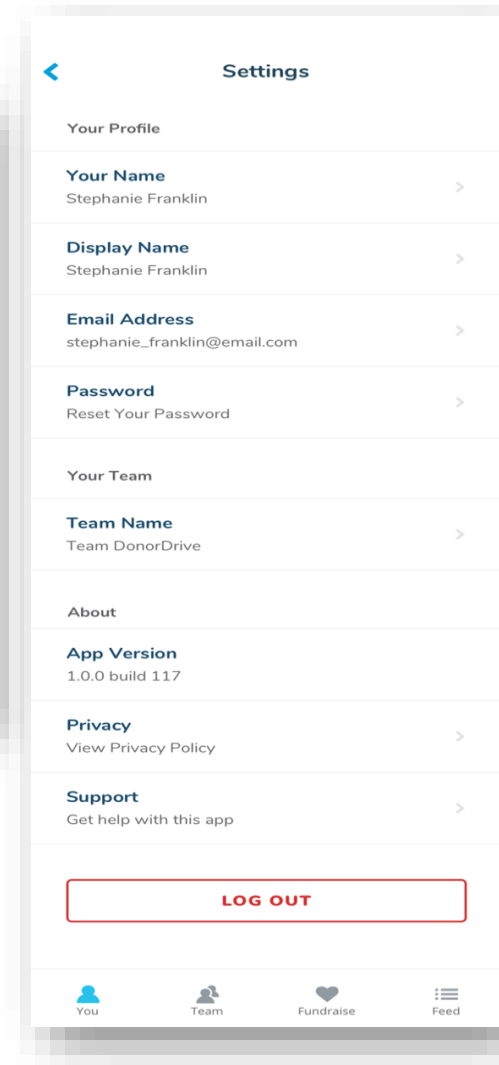 Settings
Your Profile
Your Name
Stephanie Franklin
Display Name
Stephanie Franklin
Email Address
stephanie_franklin@email.com
Password
Reset Your Password
Your Team
Team Name
Team DonorDrive
About
App Version
1.0.0 build 117
Privacy
View Privacy Policy
Support
Get help with this app
LOG OUT
You Team Fundraise Feed